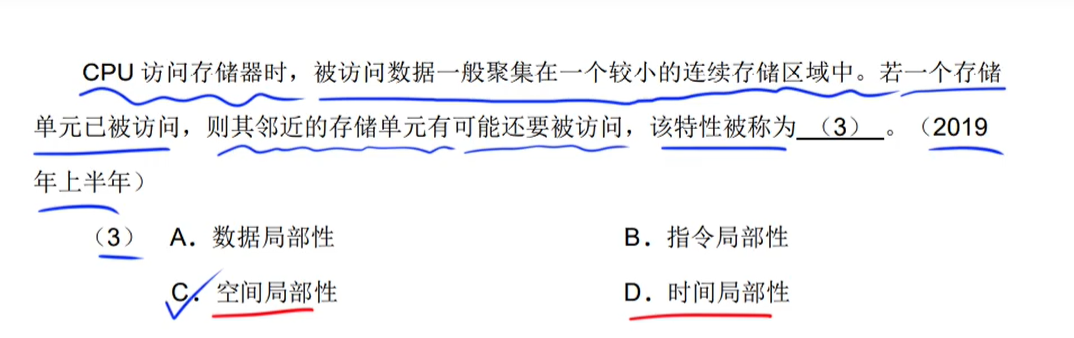 CPU 访问存储器时，被访问数据一般聚集在一个较小的连续存储区域中。若一个存储
单元已被访问，则其邻近的存储单元有可能还要被访问，该特性被称为（3）。（2019
年上半年）
（3） A．数据局部性 B．指令局部性
C．空间局部性 D．时间局部性